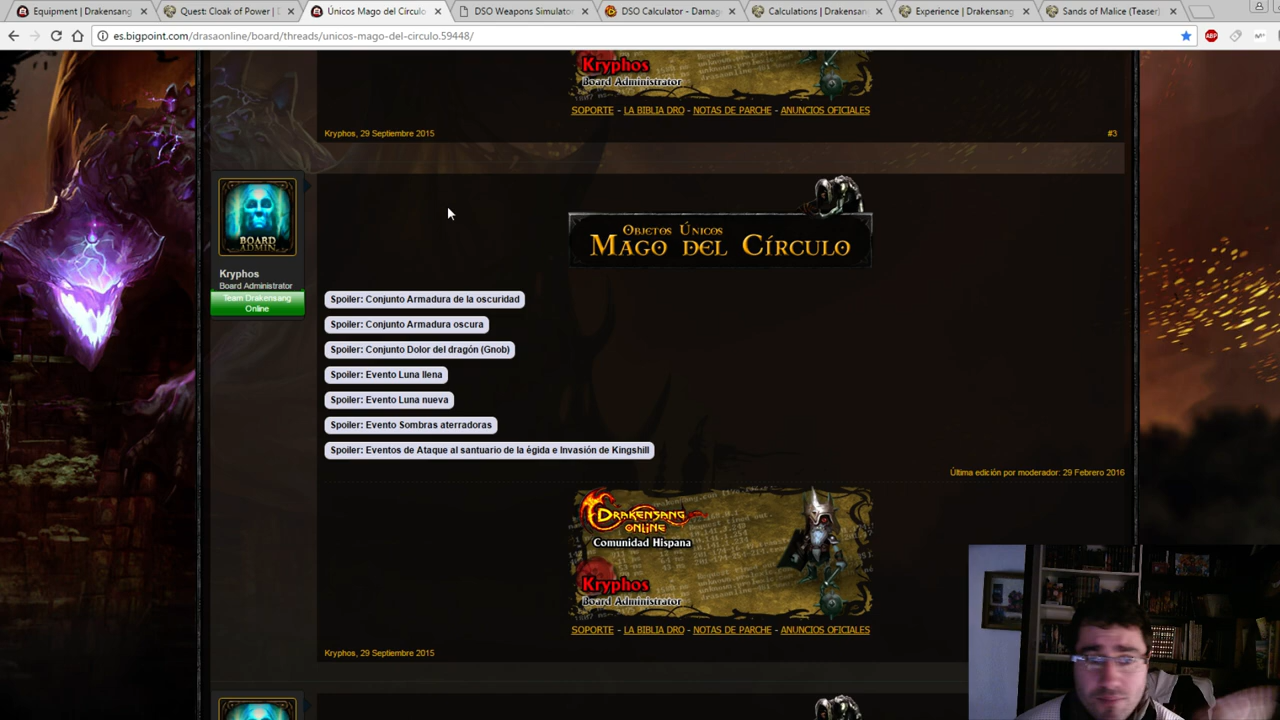 Equipment | Drakensang
Quest: Cloak of Power | D
Únicos Mago del Círculo
DSO Weapons Simulator
DSO Calculator - Damag
Calculations | Drakensan
Experience | Drakensang
Sands of Malice (Teaser)
es.bigpoint.com/drasaonline/board/threads/unicos-mago-del-circulo.59448/
ABP
Kryphos
Board Administrator
SOPORTE - LA BIBLIA DRO - NOTAS DE PARCHE - ANUNCIOS OFICIALES
Kryphos, 29 Septiembre 2015
#3
BOARD
ADMIN
Kryphos
Board Administrator
Team Drakensang
Online
Objetos Únicos
Mago del Círculo
Spoiler: Conjunto Armadura de la oscuridad
Spoiler: Conjunto Armadura oscura
Spoiler: Conjunto Dolor del dragón (Gnob)
Spoiler: Evento Luna llena
Spoiler: Evento Luna nueva
Spoiler: Evento Sombras aterradoras
Spoiler: Eventos de Ataque al santuario de la égida e Invasión de Kingshill
Última edición por moderador: 29 Febrero 2016
Drakensang
Online
Comunidad Hispana
Kryphos
Board Administrator
SOPORTE - LA BIBLIA DRO - NOTAS DE PARCHE - ANUNCIOS OFICIALES
Kryphos, 29 Septiembre 2015